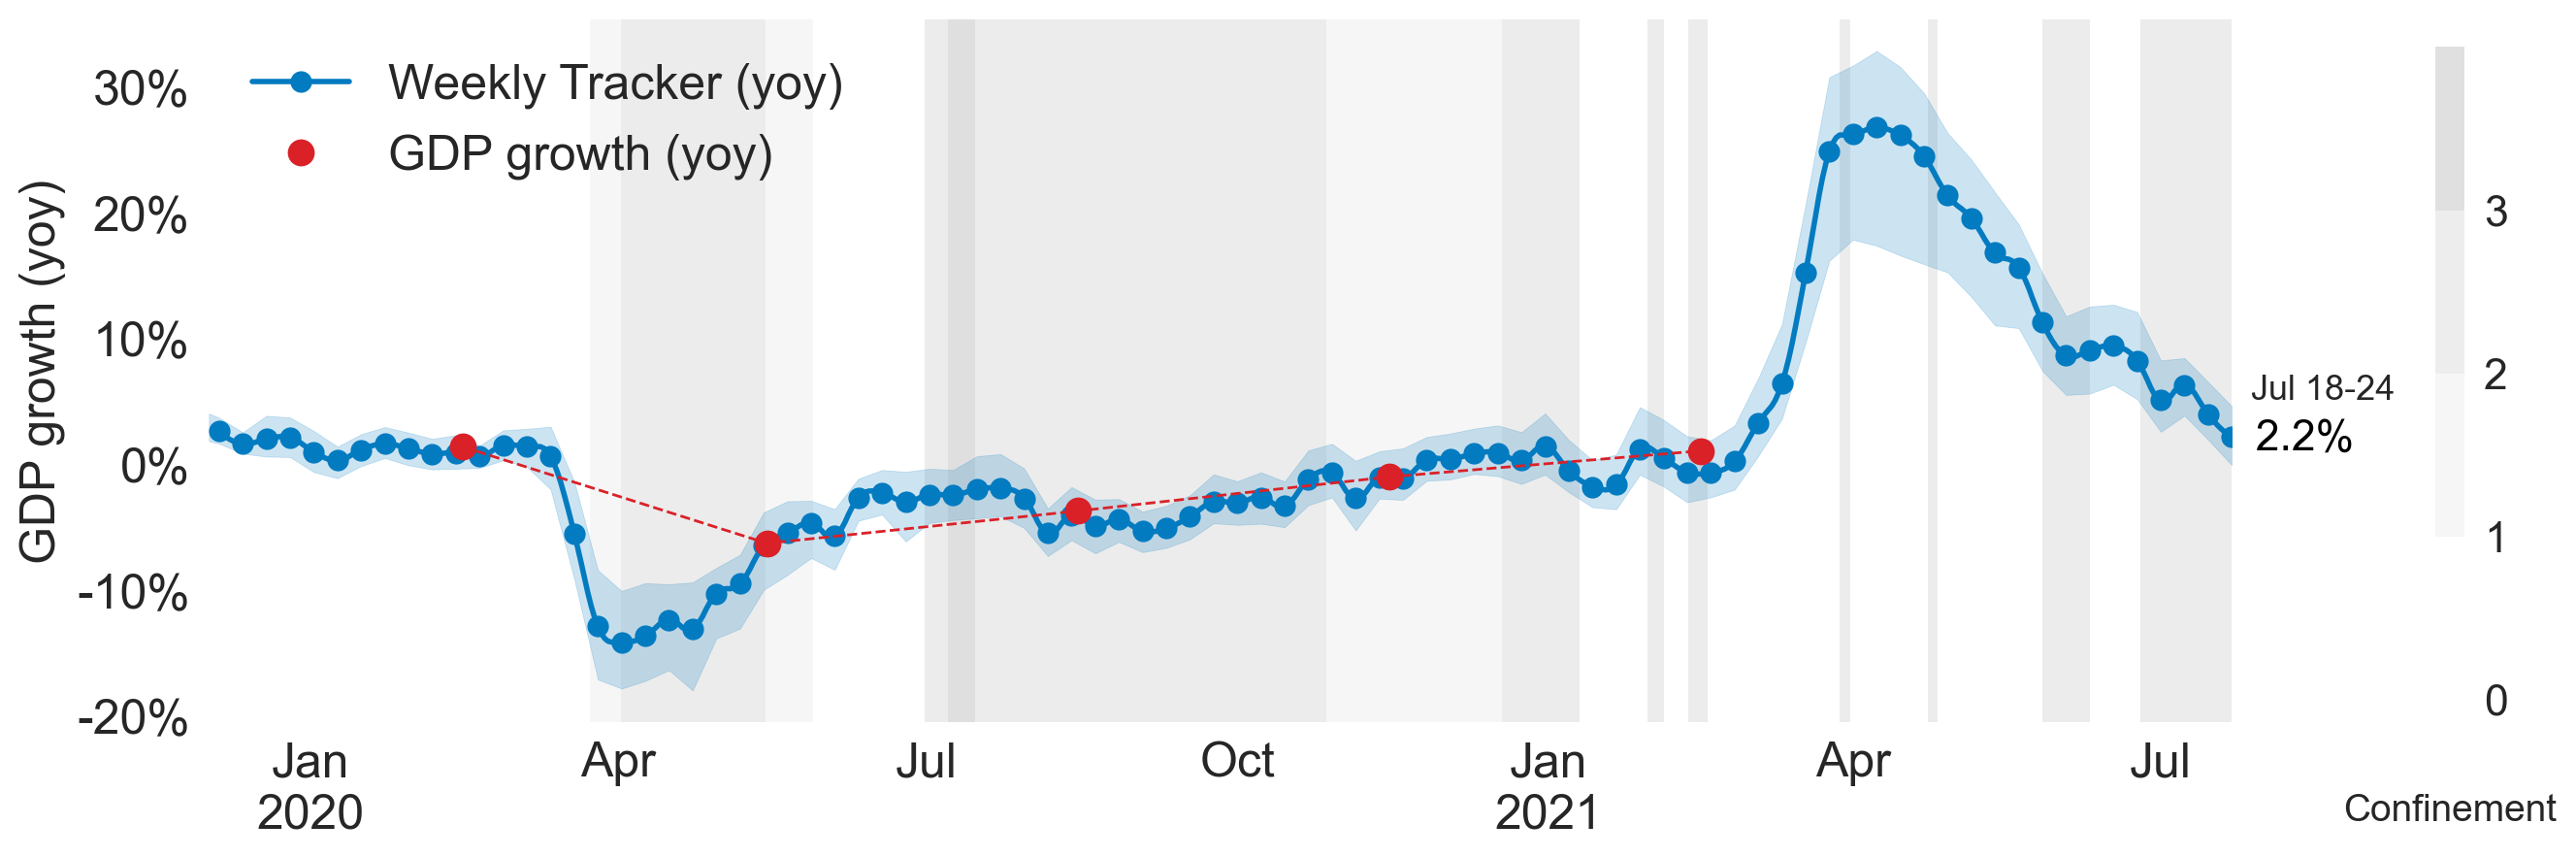 Weekly Tracker (yoy)
GDP growth (yoy)
GDP growth (yoy)
30%
20%
10%
0%
-10%
-20%
Jan
2020
Apr
Jul
Oct
Jan
2021
Apr
Jul
Jul 18-24
2.2%
3
2
1
0
Confinement